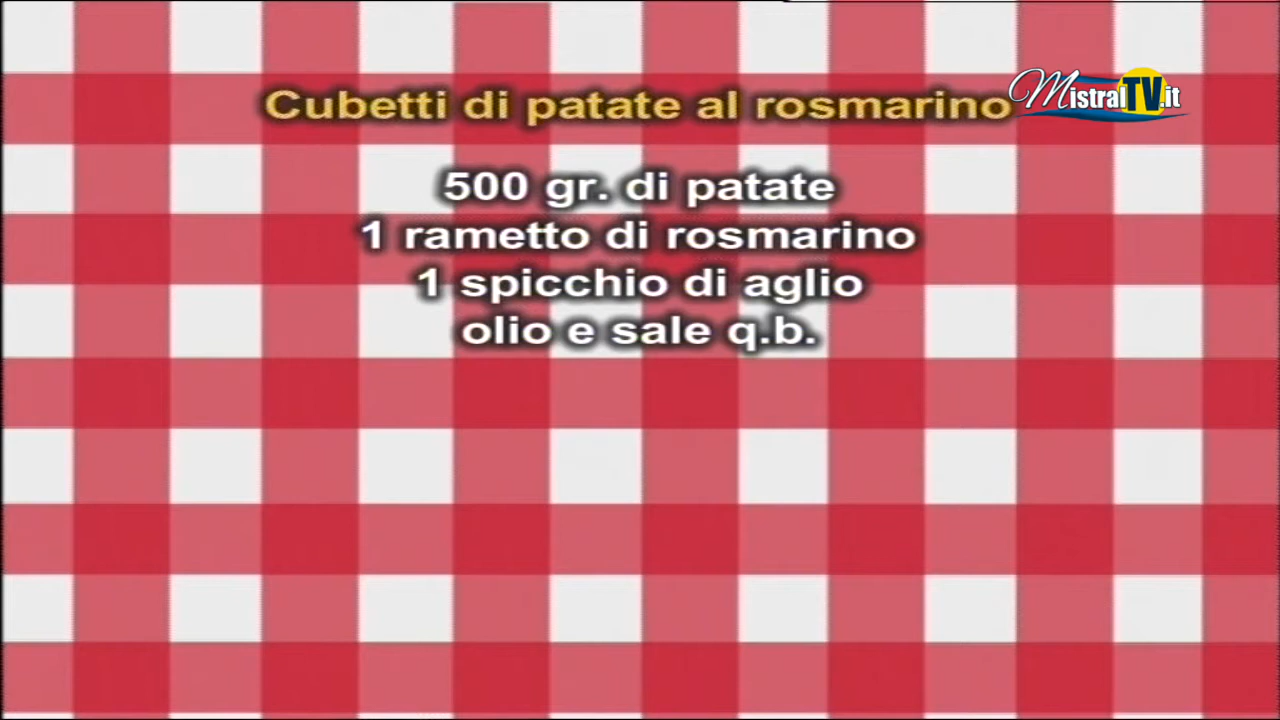 Cubetti di patate al rosmarino
MistralTV.it
500 gr. di patate
1 rametto di rosmarino
1 spicchio di aglio
olio e sale q.b.